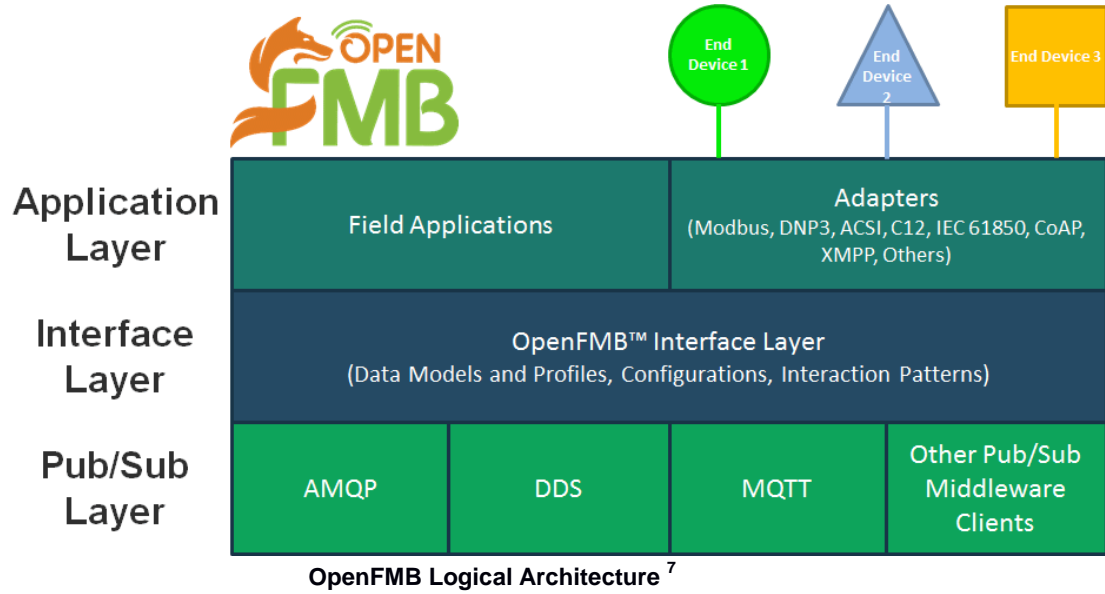 OPEN
FMB
End
Device 1
End
Device
2
End Device 3
Application
Layer
Field Applications
Adapters
(Modbus, DNP3, ACSI, C12, IEC 61850, CoAP,
XMPP, Others)
Interface
Layer
OpenFMB™ Interface Layer
(Data Models and Profiles, Configurations, Interaction Patterns)
Pub/Sub
Layer
AMQP
DDS
MQTT
Other Pub/Sub
Middleware
Clients
OpenFMB Logical Architecture 7